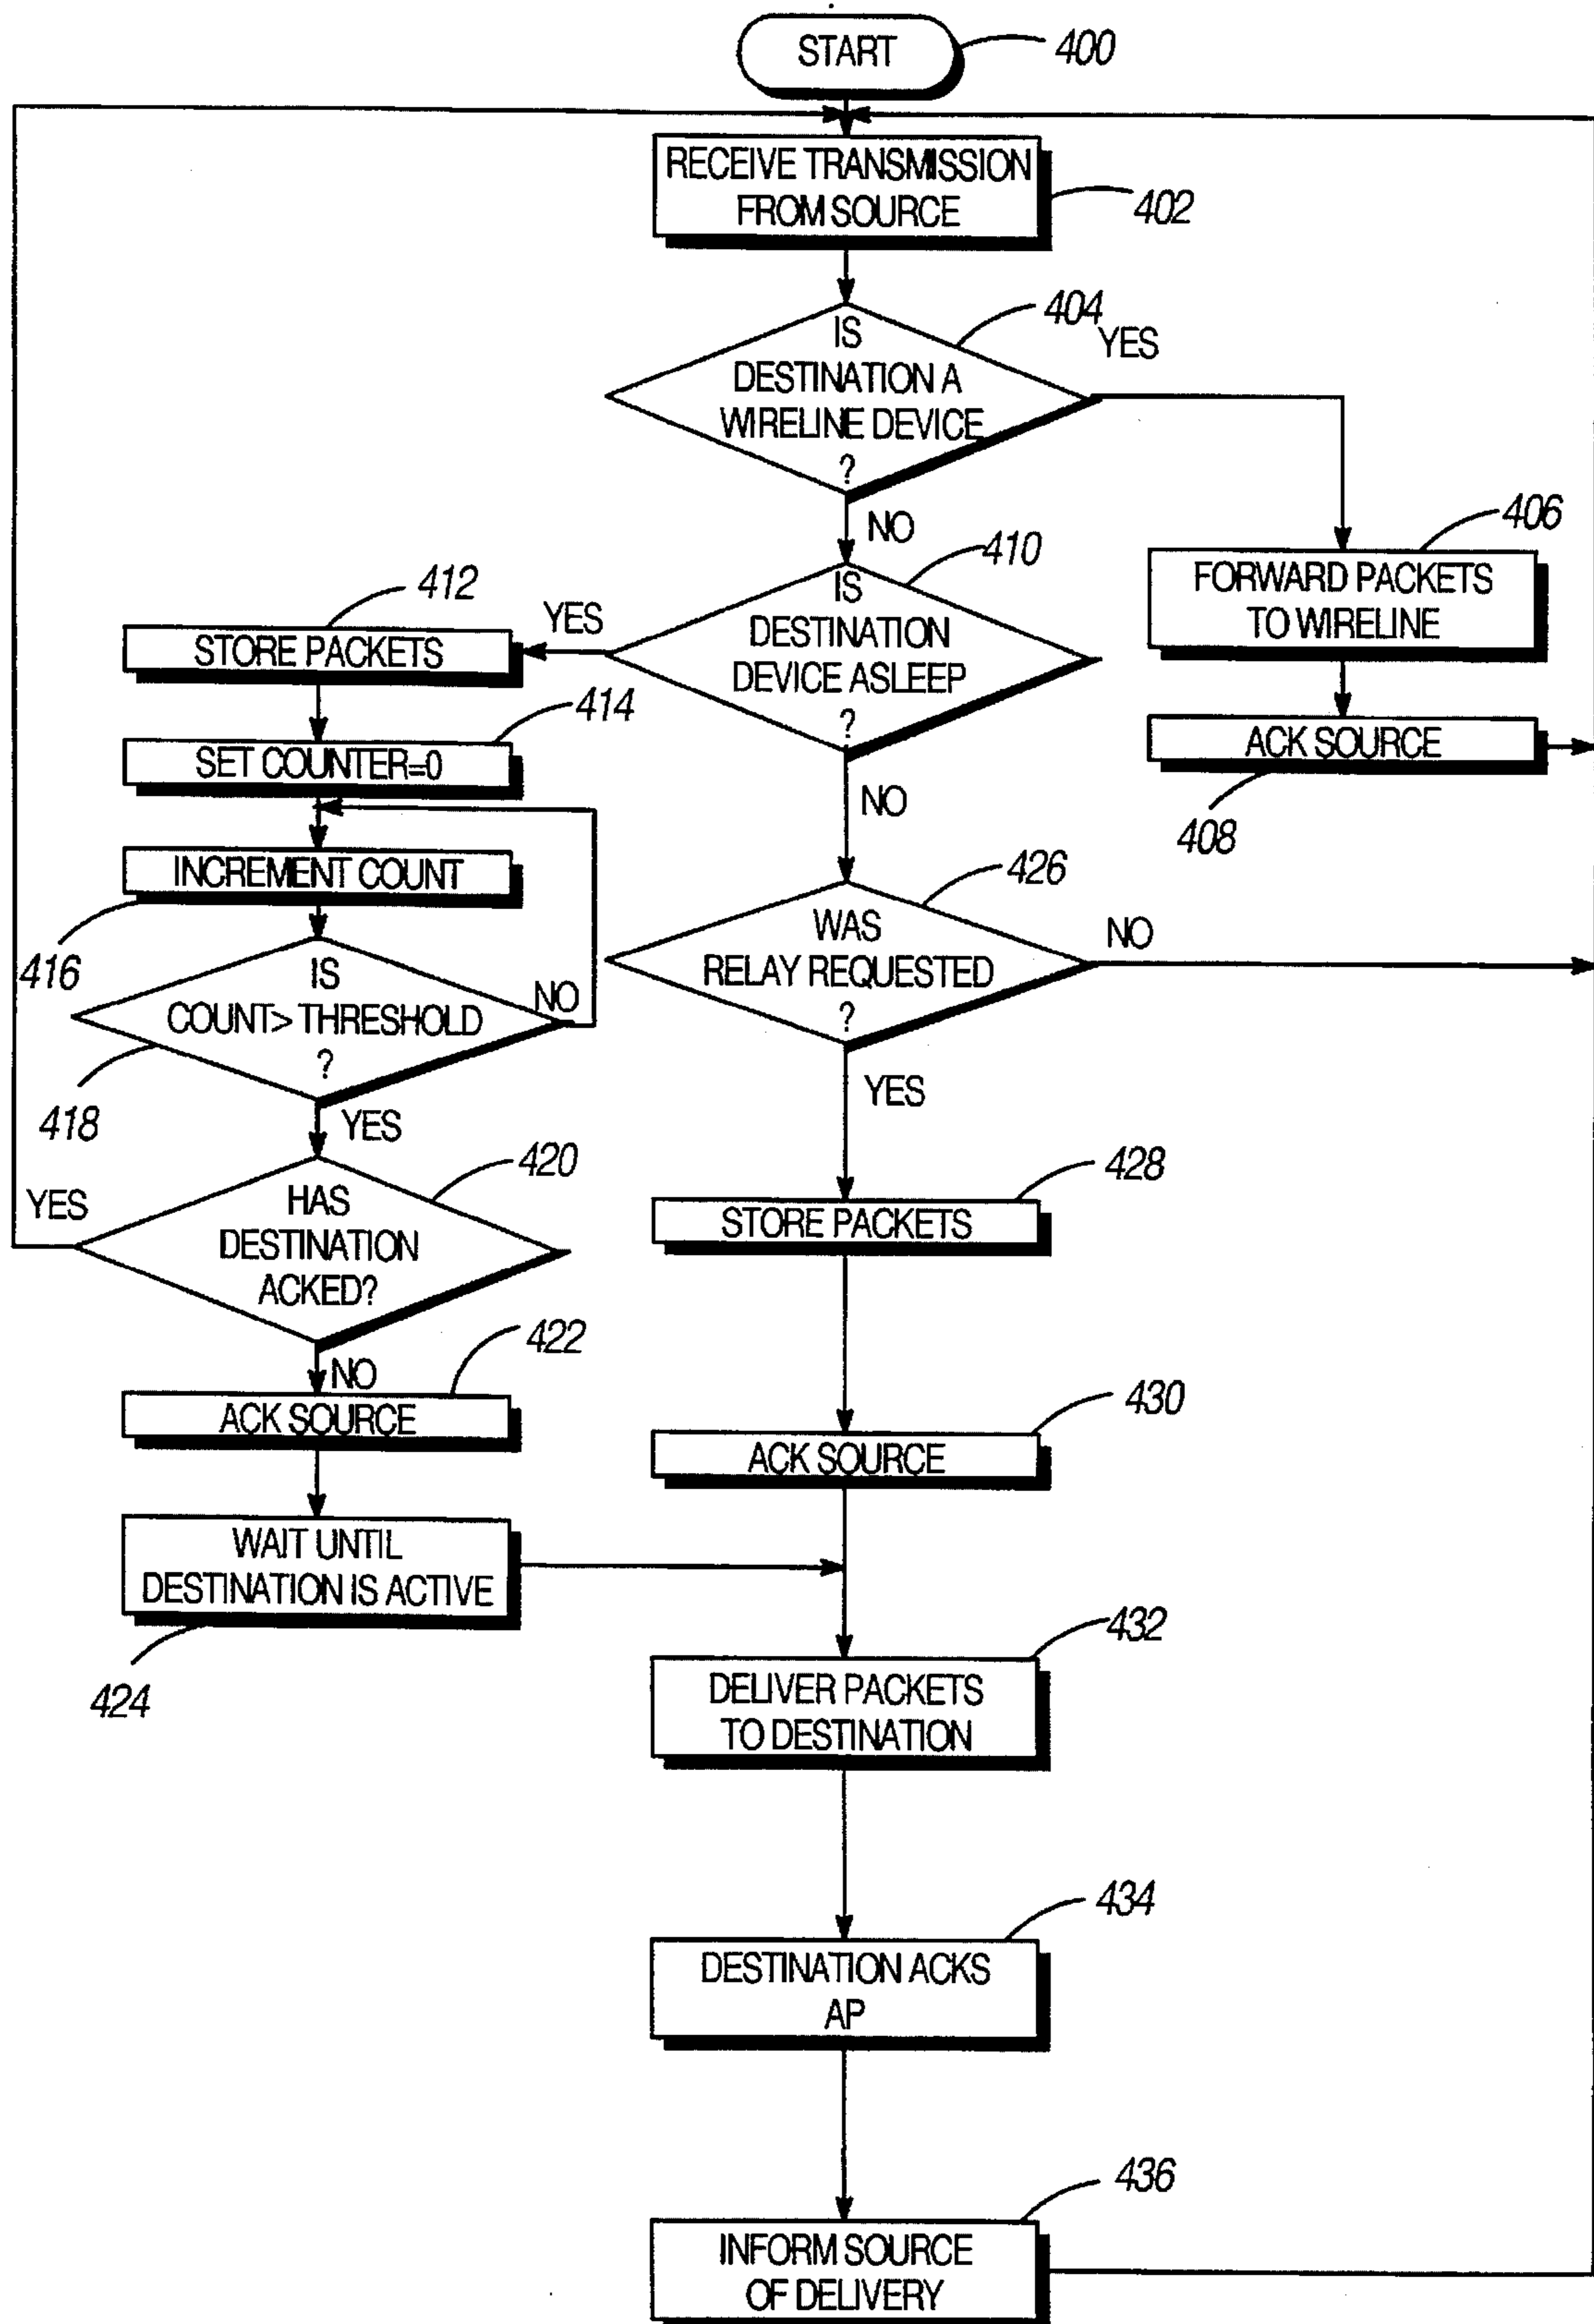 START
400
RECEIVE TRANSMISSION
FROM SOURCE
402
IS
DESTINATION A
WIRELINE DEVICE
?
404
YES
NO
406
FORWARD PACKETS
TO WIRELINE
ACK SOURCE
408
410
IS
DESTINATION
DEVICE ASLEEP
?
YES
NO
412
STORE PACKETS
414
SET COUNTER=0
INCREMENT COUNT
416
IS
COUNT> THRESHOLD
?
NO
418
YES
420
HAS
DESTINATION
ACKED?
YES
NO
422
ACK SOURCE
WAIT UNTIL
DESTINATION IS ACTIVE
424
426
WAS
RELAY REQUESTED
?
NO
YES
428
STORE PACKETS
430
ACK SOURCE
432
DELIVER PACKETS
TO DESTINATION
434
DESTINATION ACKS
AP
436
INFORM SOURCE
OF DELIVERY